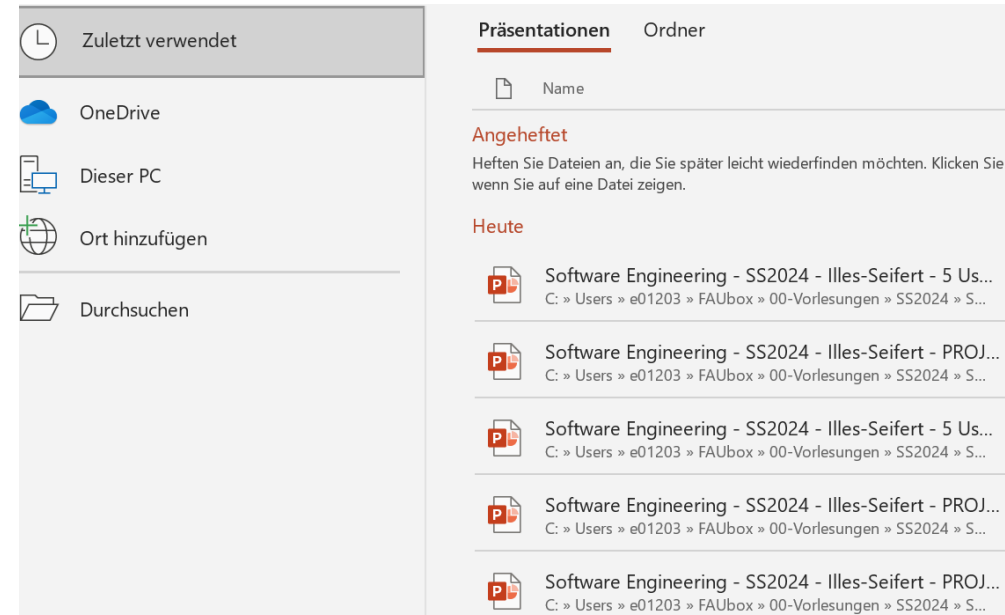 Zuletzt verwendet
OneDrive
Dieser PC
Ort hinzufügen
Durchsuchen
Präsentationen Ordner
Name
Angeheftet
Heften Sie Dateien an, die Sie später leicht wiederfinden möchten. Klicken Sie
wenn Sie auf eine Datei zeigen.
Heute
Software Engineering - SS2024 - Illes-Seifert - 5 Us...
C: » Users » e01203 » FAUbox » 00-Vorlesungen » SS2024 » S...
Software Engineering - SS2024 - Illes-Seifert - PROJ...
C: » Users » e01203 » FAUbox » 00-Vorlesungen » SS2024 » S...
Software Engineering - SS2024 - Illes-Seifert - 5 Us...
C: » Users » e01203 » FAUbox » 00-Vorlesungen » SS2024 » S...
Software Engineering - SS2024 - Illes-Seifert - PROJ...
C: » Users » e01203 » FAUbox » 00-Vorlesungen » SS2024 » S...
Software Engineering - SS2024 - Illes-Seifert - PROJ...
C: » Users » e01203 » FAUbox » 00-Vorlesungen » SS2024 » S...